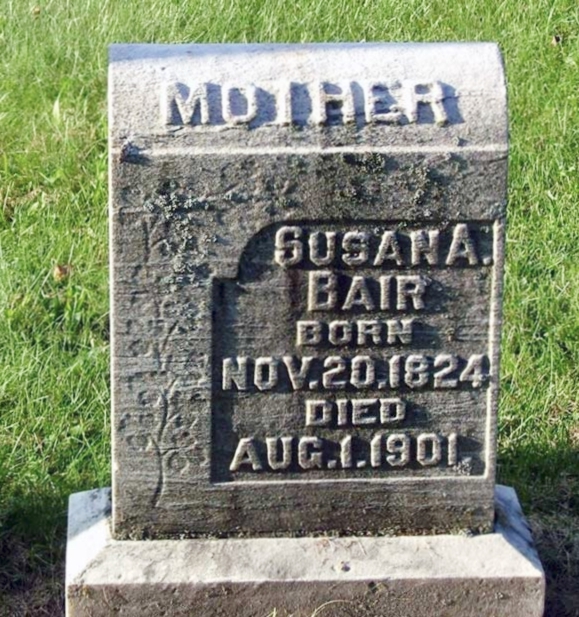 MOTHER
SUSAN A.
BAIR
BORN
NOV. 20. 1824
DIED
AUG. 1. 1901.